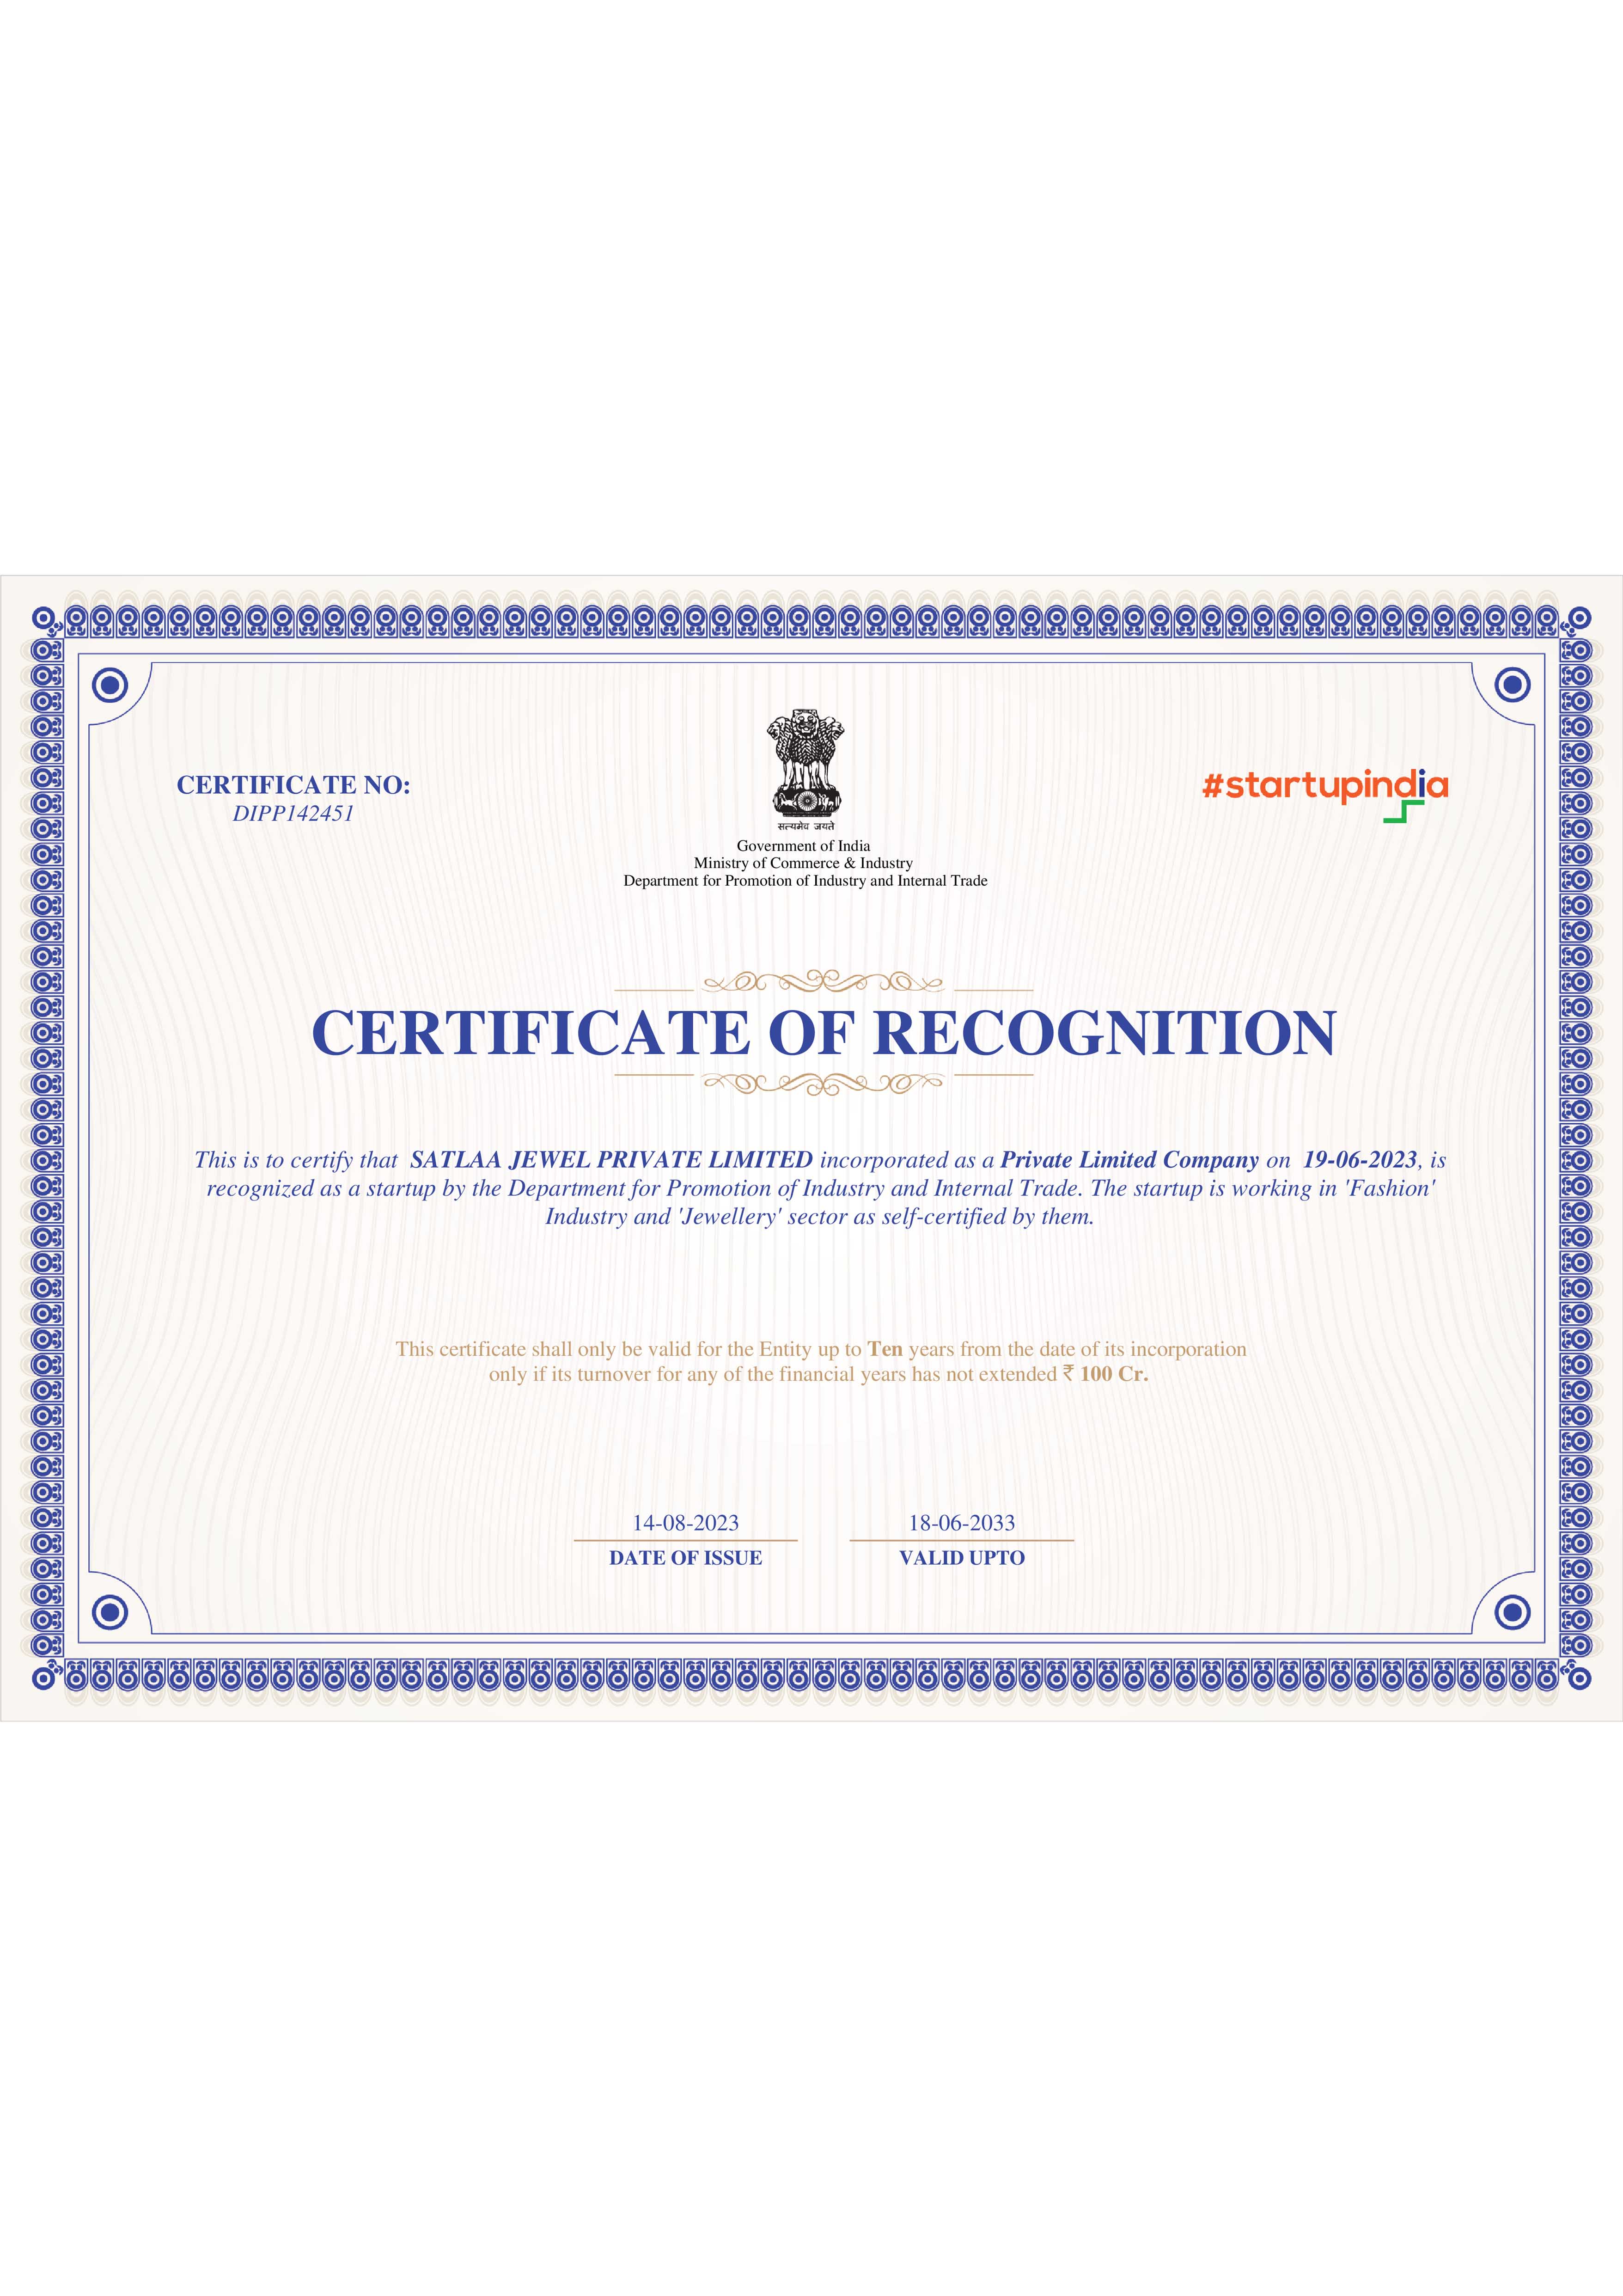 CERTIFICATE NO:
DIPP142451
सत्यमेव जयते
#startupindia
Government of India
Ministry of Commerce & Industry
Department for Promotion of Industry and Internal Trade
CERTIFICATE OF RECOGNITION
This is to certify that SATLAA JEWEL PRIVATE LIMITED incorporated as a Private Limited Company on 19-06-2023, is
recognized as a startup by the Department for Promotion of Industry and Internal Trade. The startup is working in 'Fashion'
Industry and 'Jewellery' sector as self-certified by them.
This certificate shall only be valid for the Entity up to Ten years from the date of its incorporation
only if its turnover for any of the financial years has not extended ₹ 100 Cr.
14-08-2023
DATE OF ISSUE
18-06-2033
VALID UPTO